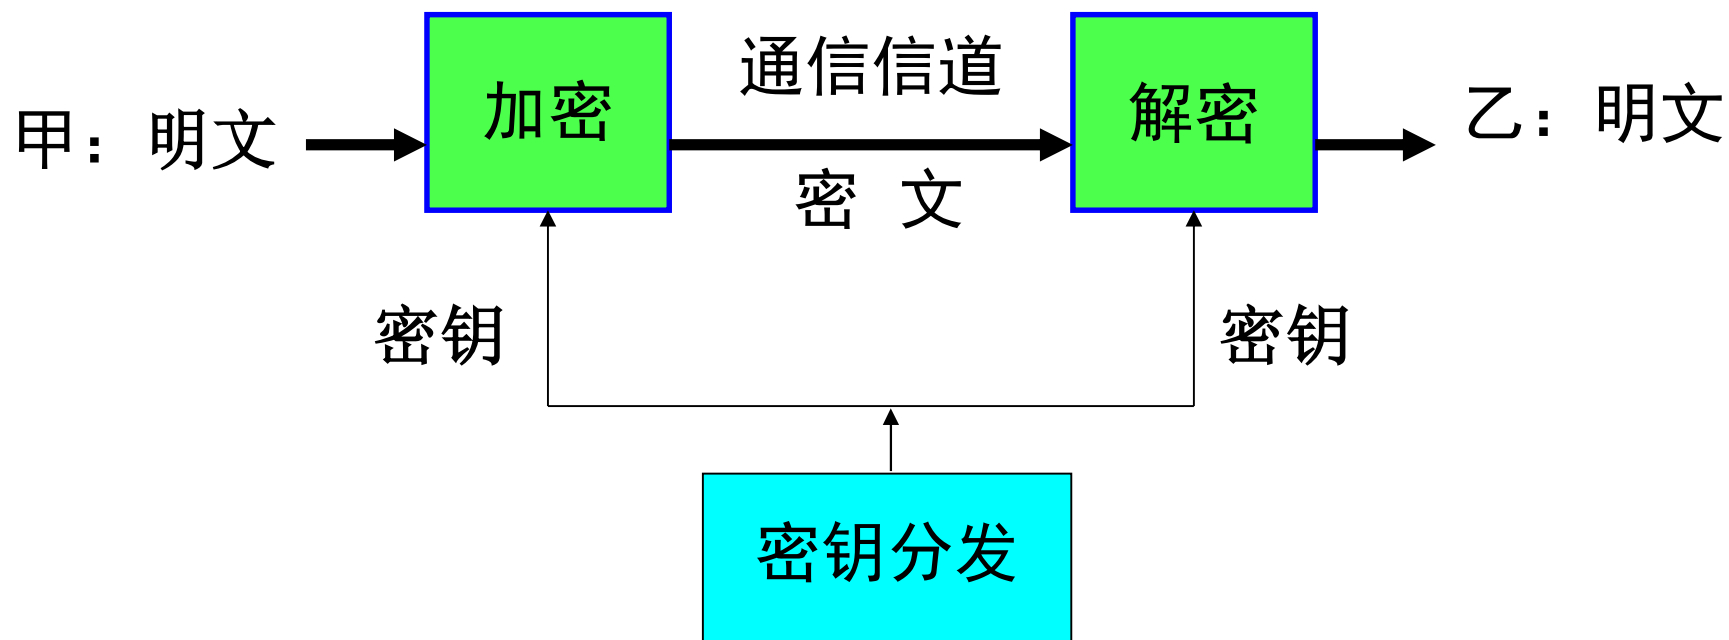 甲：明文
加密
通信信道
密 文
解密
乙：明文
密钥
密钥
密钥分发